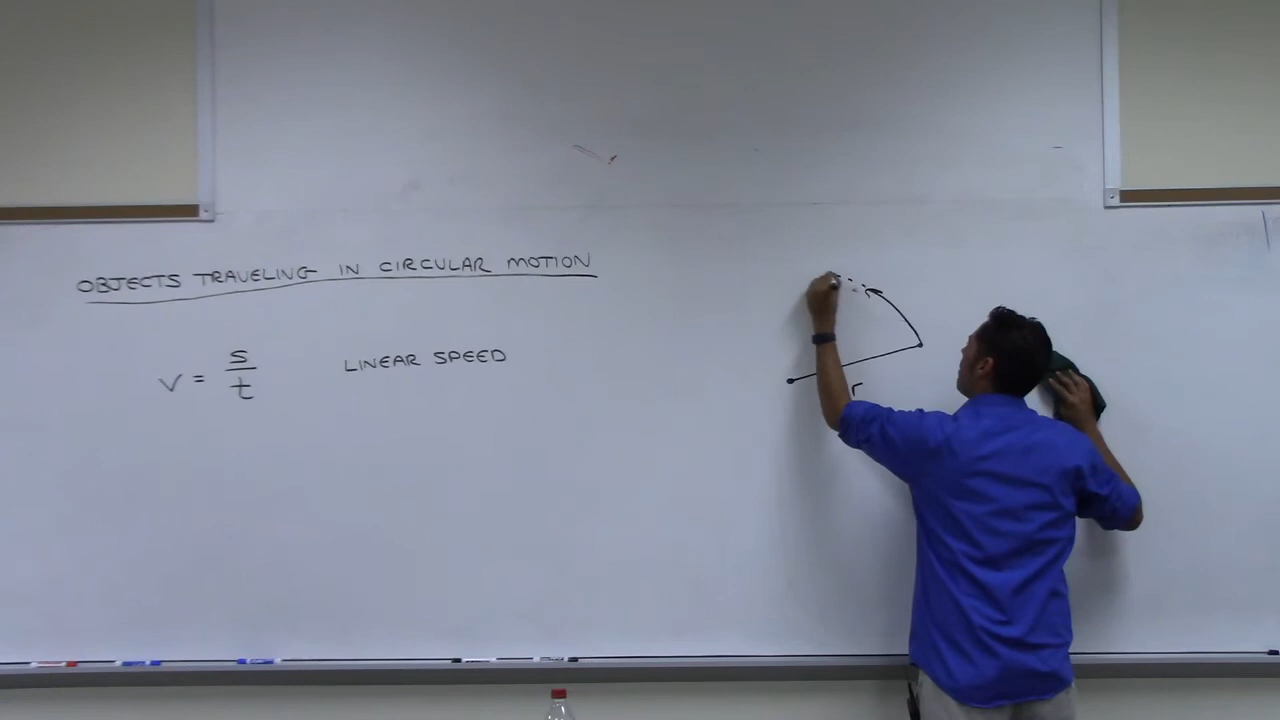 OBJECTS TRAVELING IN CIRCULAR MOTION
V = s/t LINEAR SPEED
r